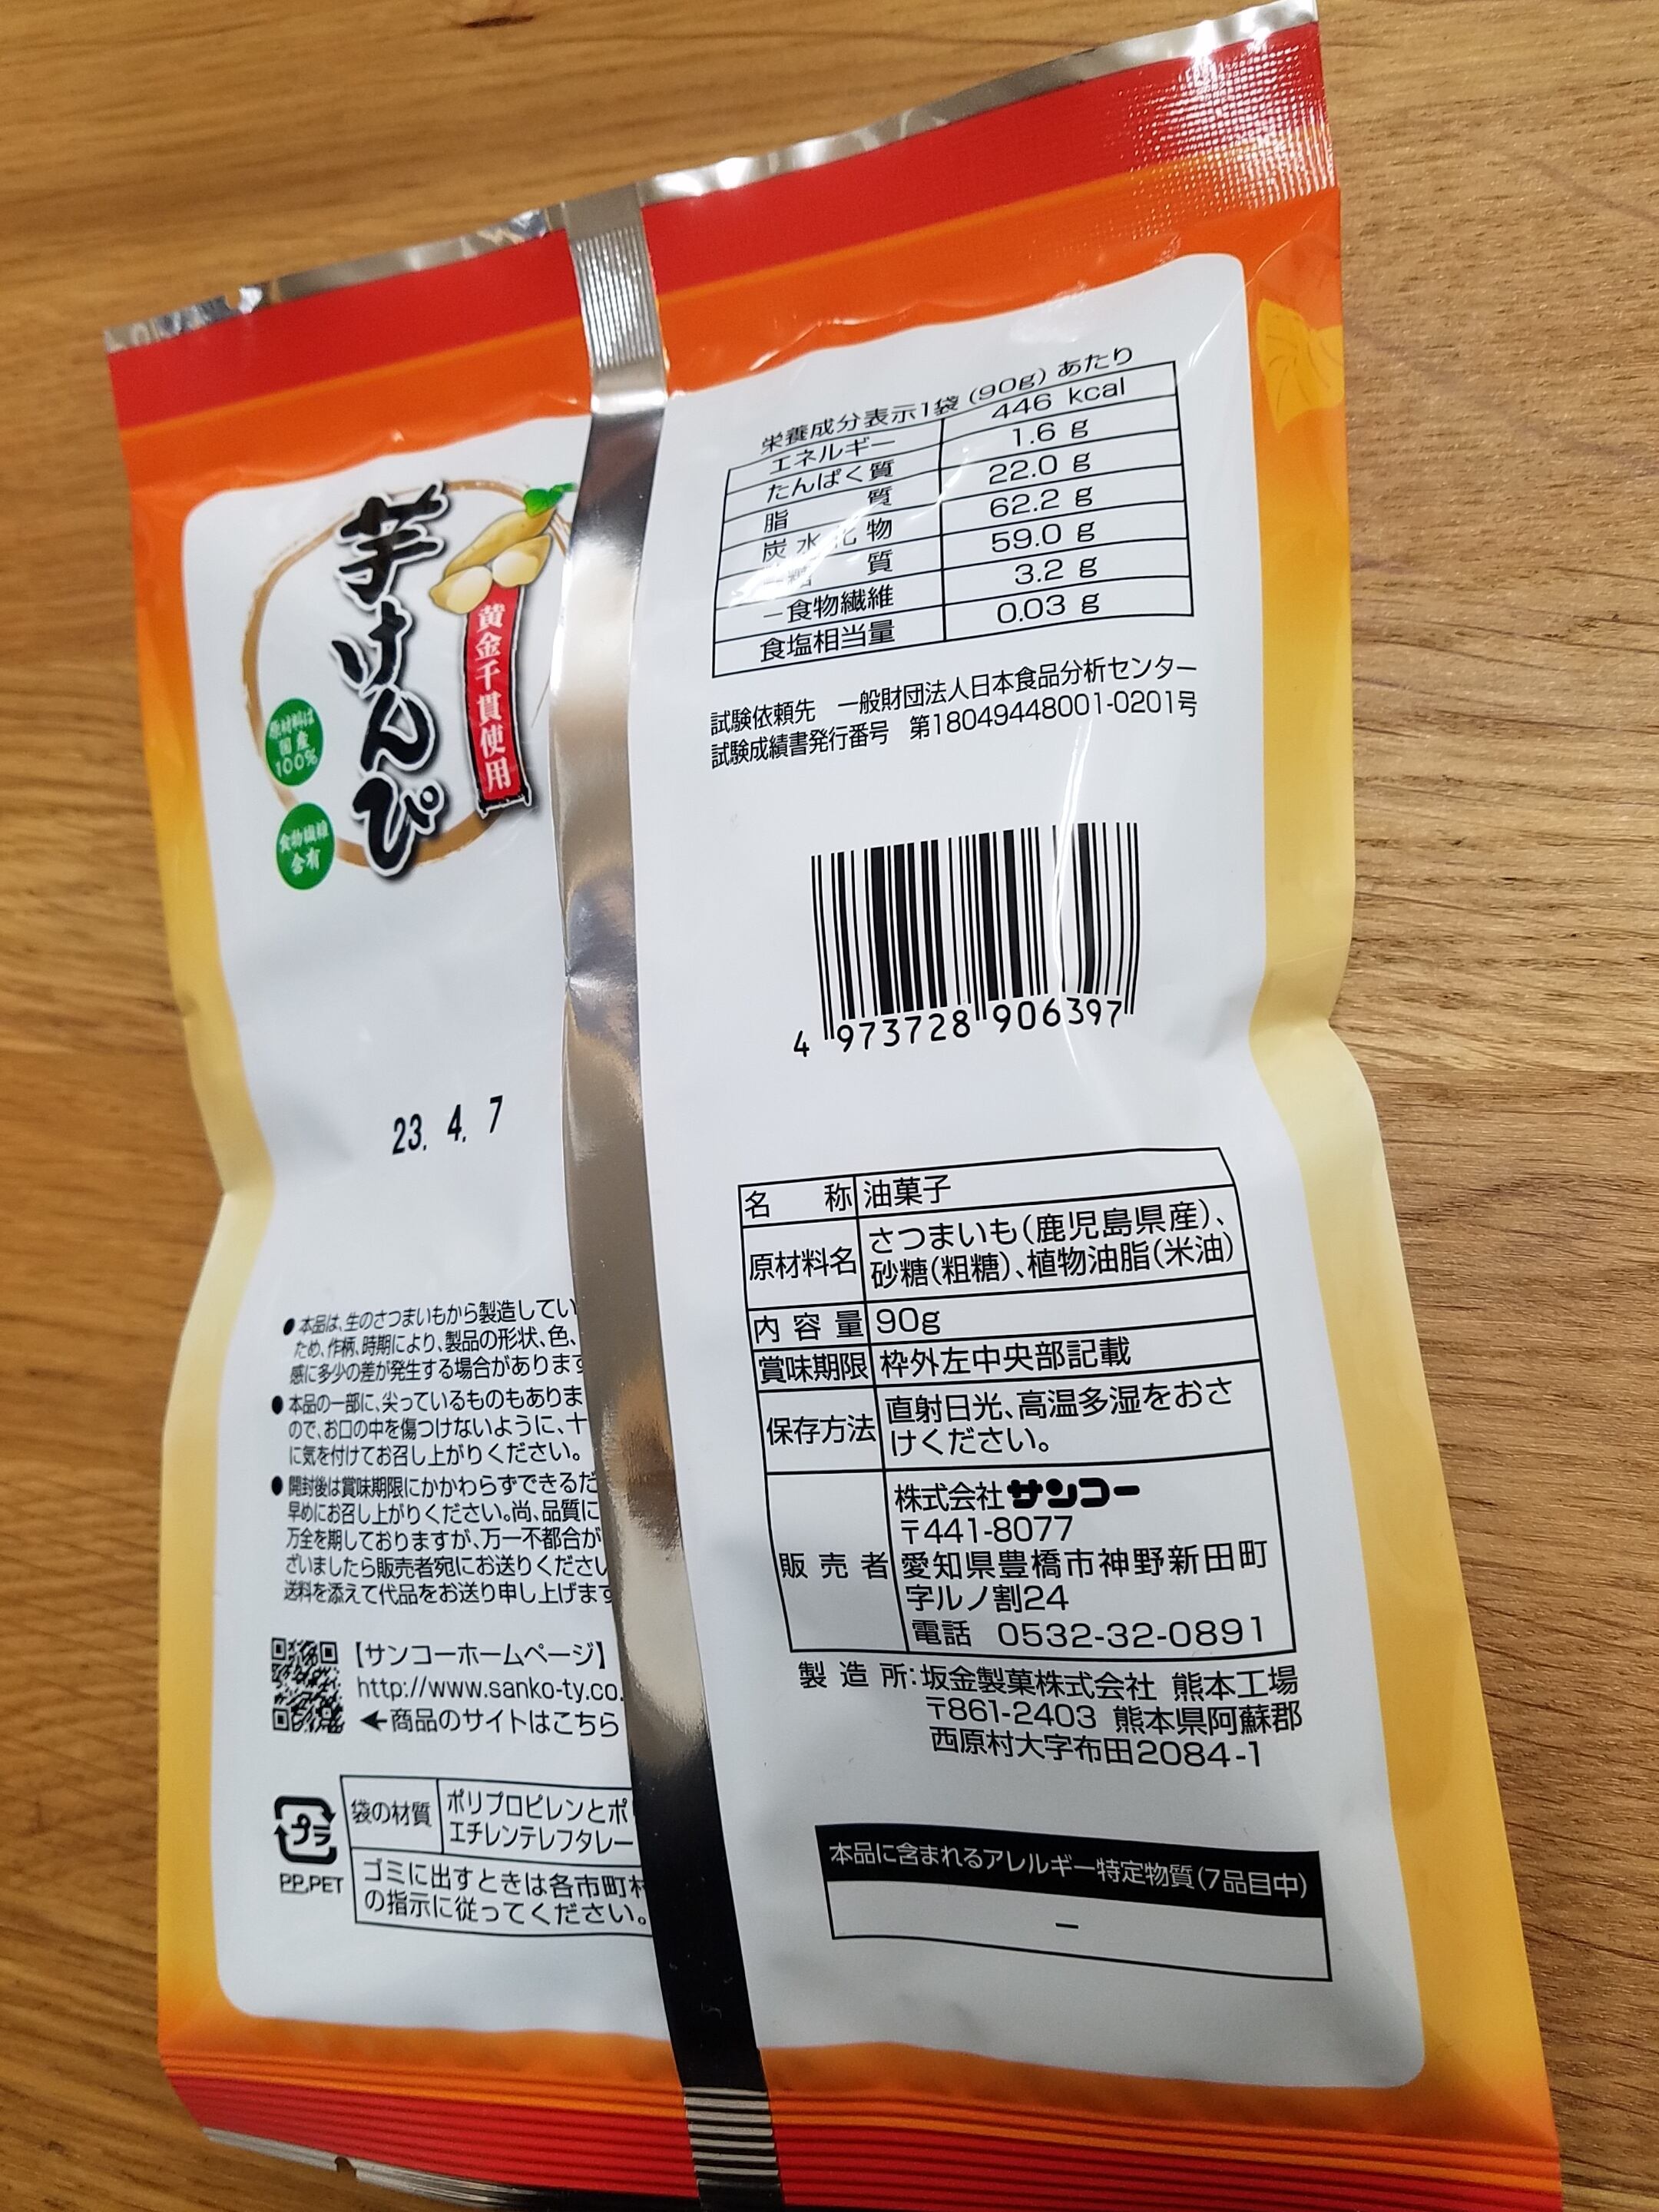 芋けんぴ
黄金千貫使用
原材料は
国産
100%
食物繊維
含有
23. 4. 7
●本品は、生のさつまいもから製造してい
ため、作柄、時期により、製品の形状、色、
感に多少の差が発生する場合があります
●本品の一部に、尖っているものもありま
ので、お口の中を傷つけないように、十
に気を付けてお召し上がりください。
●開封後は賞味期限にかかわらずできるだ
早めにお召し上がりください。尚、品質に
万全を期しておりますが、万一不都合が
ざいましたら販売者宛にお送りください
送料を添えて代品をお送り申し上げます
【サンコーホームページ】
http://www.sanko-ty.co.
←商品のサイトはこちら
プラ
PP,PET
袋の材質
ポリプロピレンとポリ
エチレンテレフタレー
ゴミに出すときは各市町村
の指示に従ってください。
栄養成分表示1袋(90g)あたり
エネルギー 446 kcal
たんぱく質 1.6 g
脂質 22.0 g
炭水化物 62.2 g
－糖質 59.0 g
－食物繊維 3.2 g
食塩相当量 0.03 g
試験依頼先 一般財団法人日本食品分析センター
試験成績書発行番号 第18049448001-0201号
4 973728 906397
名称 油菓子
原材料名 さつまいも(鹿児島県産)、
砂糖(粗糖)、植物油脂(米油)
内容量 90g
賞味期限 枠外左中央部記載
保存方法 直射日光、高温多湿をおさ
けください。
販売者 株式会社サンコー
〒441-8077
愛知県豊橋市神野新田町
字ルノ割24
電話 0532-32-0891
製造所:坂金製菓株式会社 熊本工場
〒861-2403 熊本県阿蘇郡
西原村大字布田2084-1
本品に含まれるアレルギー特定物質(7品目中)
－